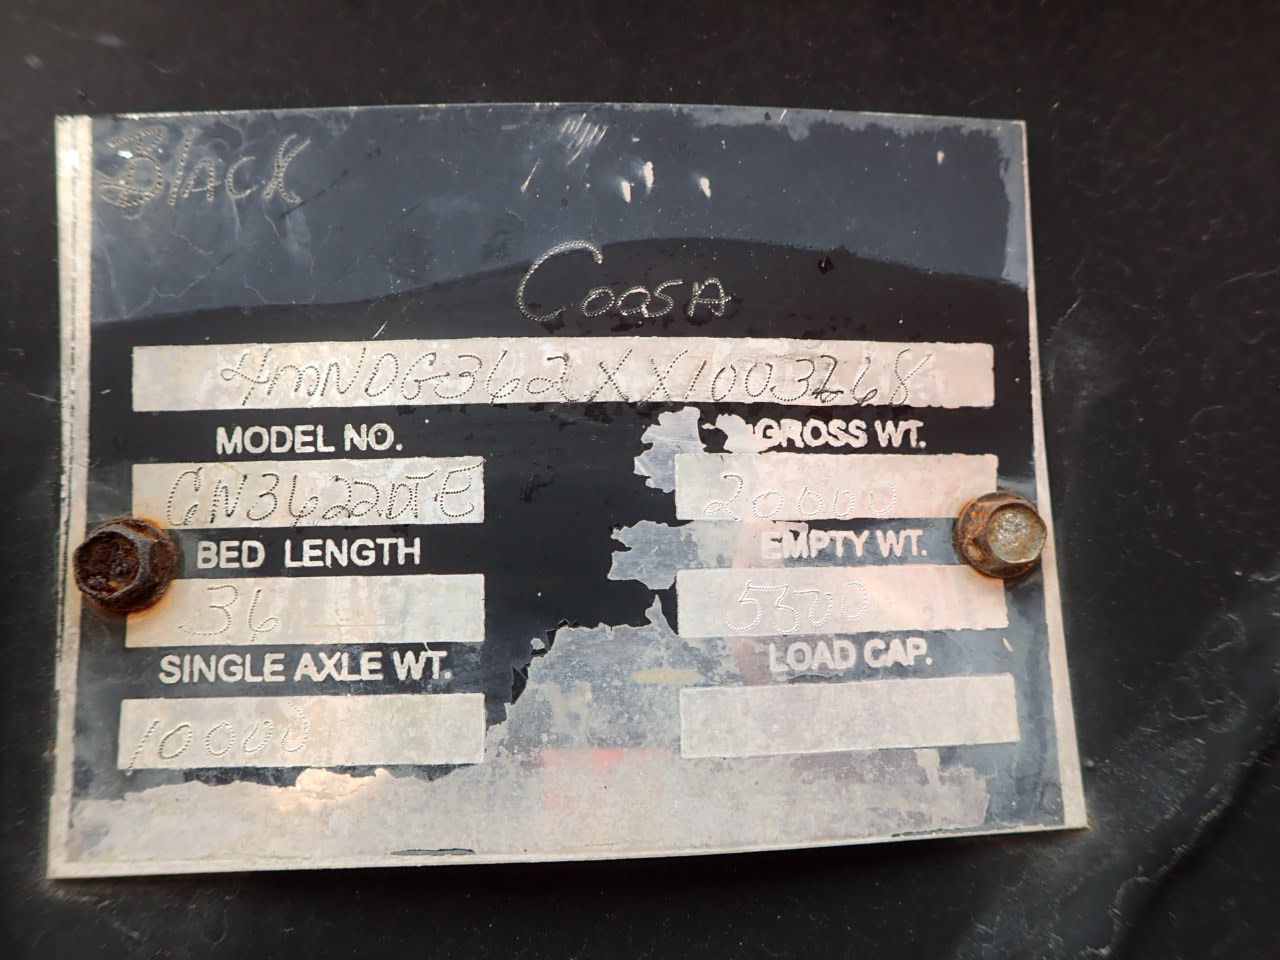 Black
CoosA
4mNDG362XX1003268
MODEL NO.
GROSS WT.
GN36220TE
20000
BED LENGTH
EMPTY WT.
36
5300
SINGLE AXLE WT.
LOAD CAP.
10000